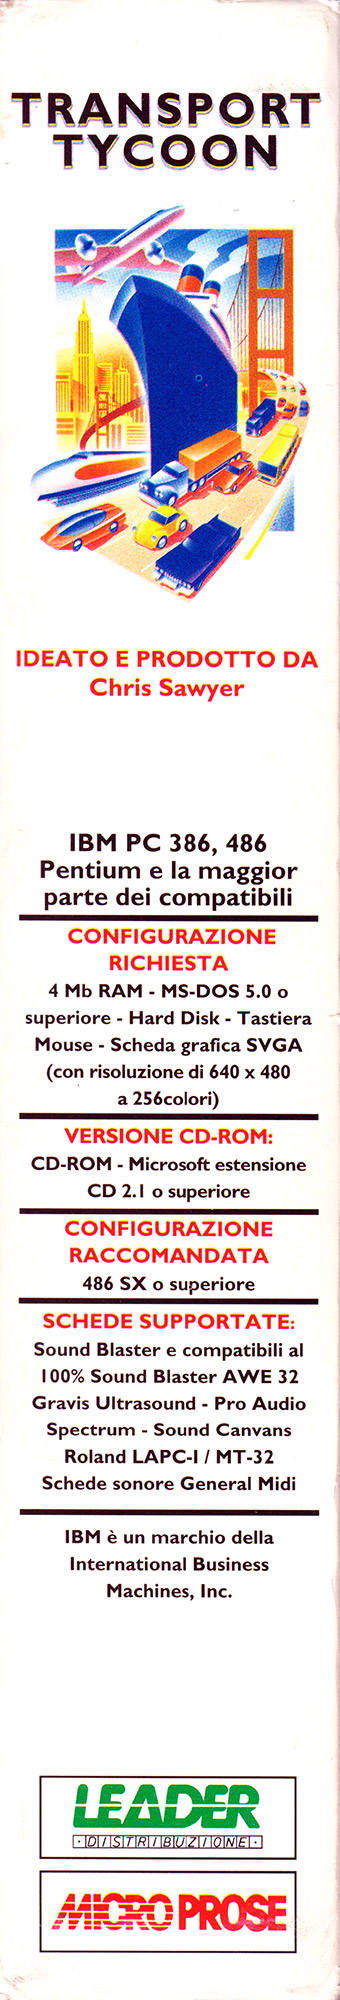 TRANSPORT
TYCOON
IDEATO E PRODOTTO DA
Chris Sawyer
IBM PC 386, 486
Pentium e la maggior
parte dei compatibili
CONFIGURAZIONE
RICHIESTA
4 Mb RAM - MS-DOS 5.0 o
superiore - Hard Disk - Tastiera
Mouse - Scheda grafica SVGA
(con risoluzione di 640 x 480
a 256colori)
VERSIONE CD-ROM:
CD-ROM - Microsoft estensione
CD 2.1 o superiore
CONFIGURAZIONE
RACCOMANDATA
486 SX o superiore
SCHEDE SUPPORTATE:
Sound Blaster e compatibili al
100% Sound Blaster AWE 32
Gravis Ultrasound - Pro Audio
Spectrum - Sound Canvans
Roland LAPC-I / MT-32
Schede sonore General Midi
IBM è un marchio della
International Business
Machines, Inc.
LEADER
·DISTRIBUZIONE·
MICROPROSE